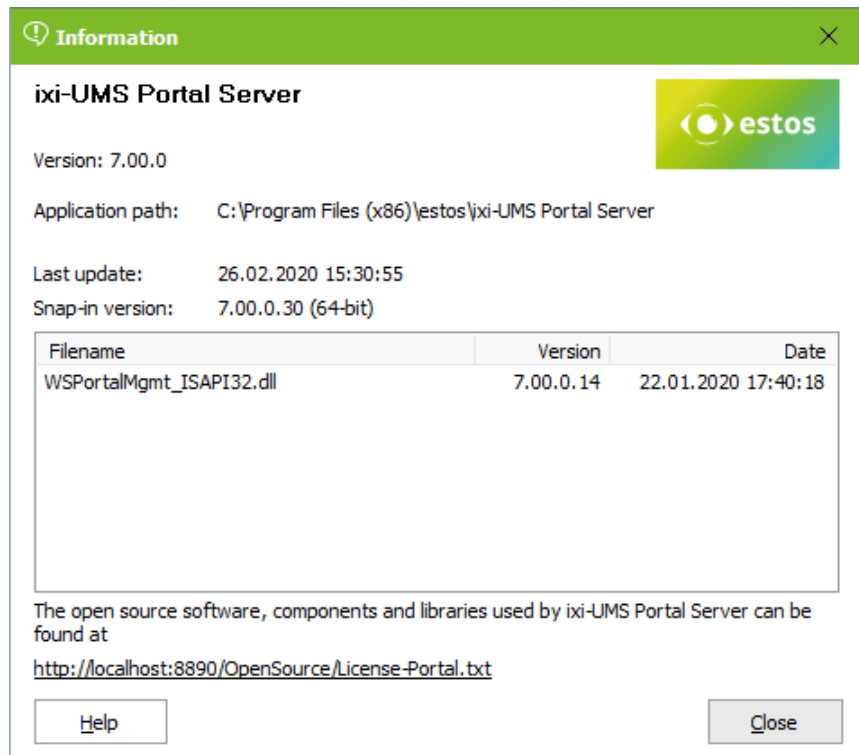 Information
ixi-UMS Portal Server
estos
Version: 7.00.0
Application path: C:\Program Files (x86)\estos\ixi-UMS Portal Server
Last update: 26.02.2020 15:30:55
Snap-in version: 7.00.0.30 (64-bit)
Filename Version Date
WSPortalMgmt_ISAPI32.dll 7.00.0.14 22.01.2020 17:40:18
The open source software, components and libraries used by ixi-UMS Portal Server can be
found at
http://localhost:8890/OpenSource/License-Portal.txt
Help Close